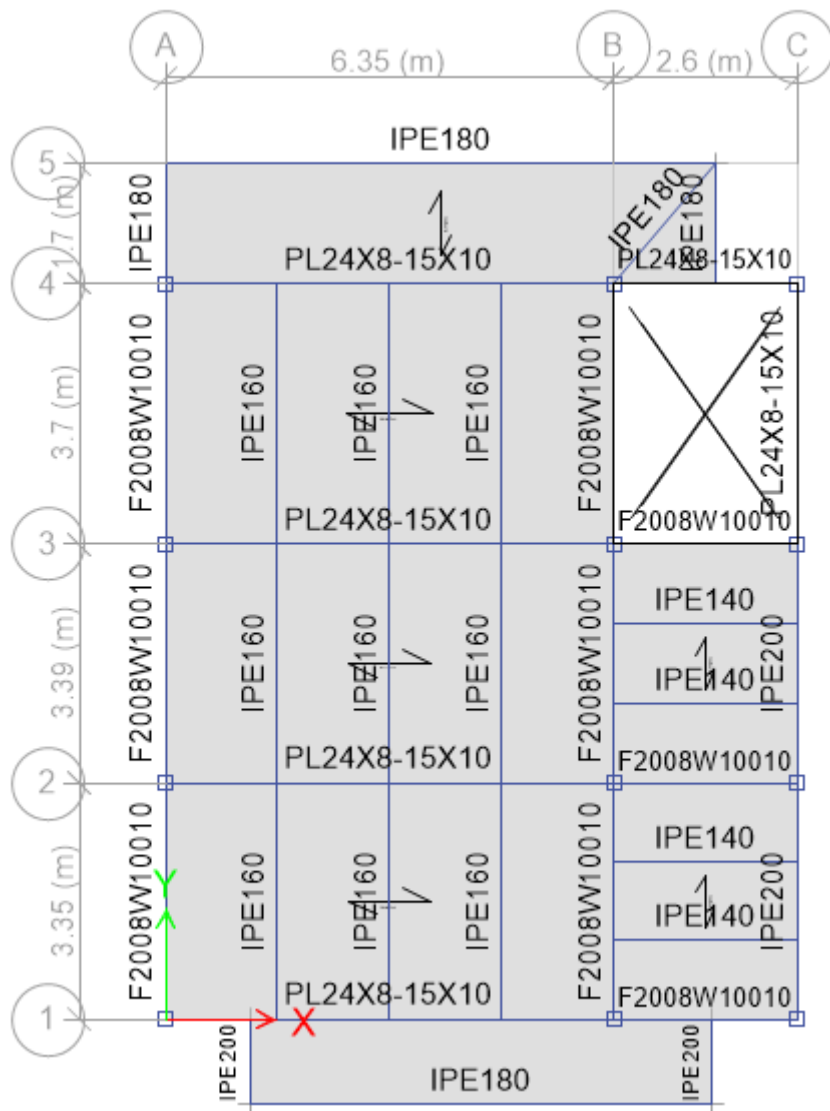 A
B
C
6.35 (m)
2.6 (m)
5
IPE180
IPE180
IPE180
IPE180
1.7 (m)
PL24X8-15X10
PL24X8-15X10
4
F2008W10010
IPE160
IPE160
IPE160
F2008W10010
PL24X8-15X10
3.7 (m)
PL24X8-15X10
F2008W10010
3
F2008W10010
IPE160
IPE160
IPE160
F2008W10010
IPE140
IPE140
IPE200
3.39 (m)
PL24X8-15X10
F2008W10010
2
F2008W10010
IPE160
IPE160
IPE160
F2008W10010
IPE140
IPE140
IPE200
3.35 (m)
Y
PL24X8-15X10
F2008W10010
1
X
IPE200
IPE180
IPE200